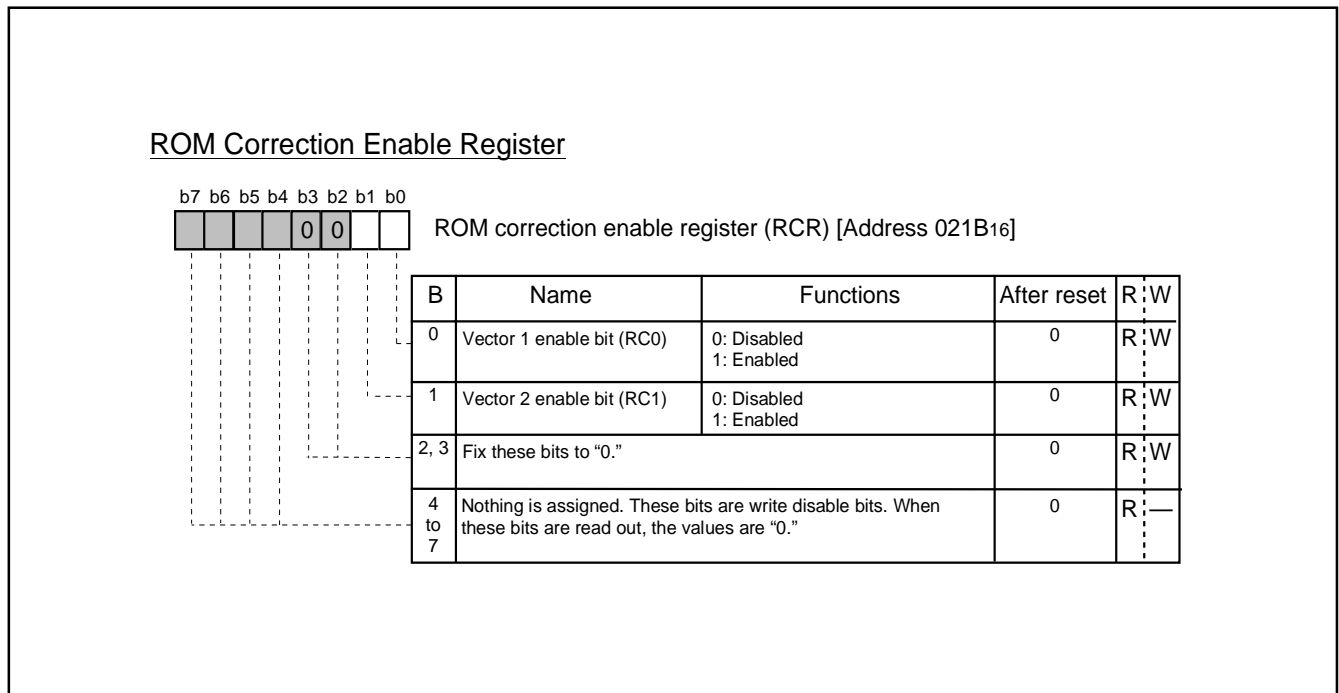 ROM Correction Enable Register
b7 b6 b5 b4 b3 b2 b1 b0
0 0
ROM correction enable register (RCR) [Address 021B16]
B Name Functions After reset R W
0 Vector 1 enable bit (RC0) 0: Disabled 0 R W
1: Enabled
1 Vector 2 enable bit (RC1) 0: Disabled 0 R W
1: Enabled
2, 3 Fix these bits to “0.” 0 R W
4 Nothing is assigned. These bits are write disable bits. When 0 R —
to these bits are read out, the values are “0.”
7